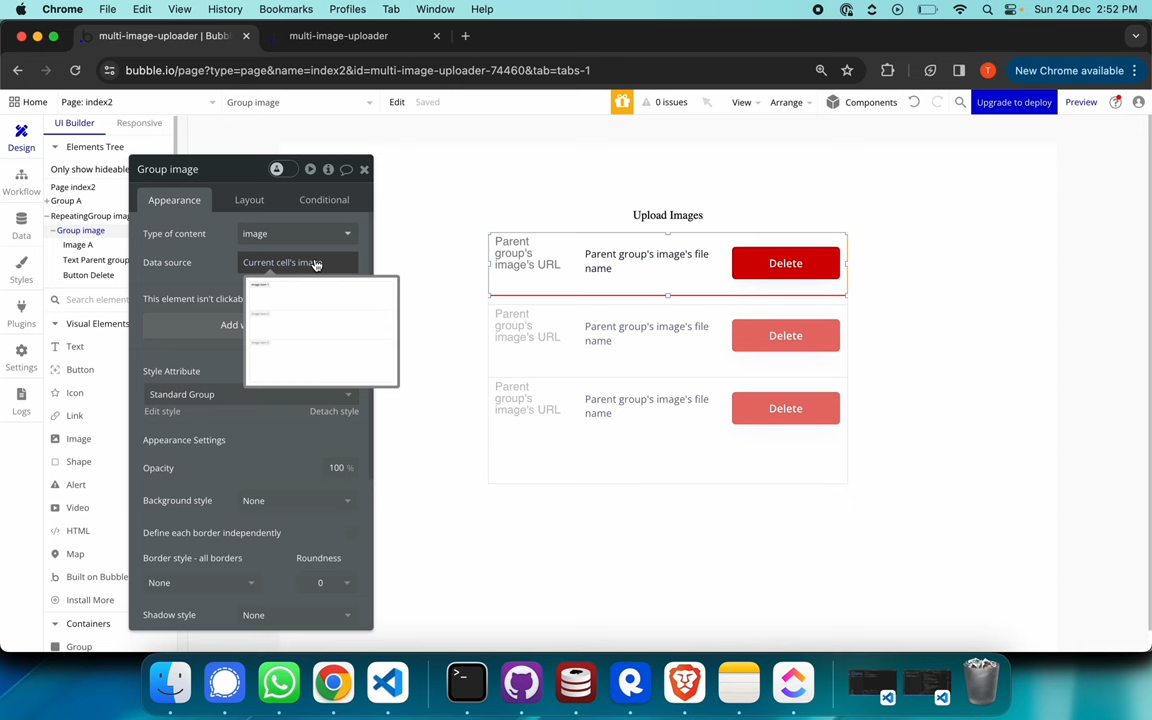 Chrome File Edit View History Bookmarks Profiles Tab Window Help Sun 24 Dec 2:52 PM
multi-image-uploader | Bubbl multi-image-uploader
bubble.io/page?type=page&name=index2&id=multi-image-uploader-74460&tab=tabs-1 T New Chrome available
Home Page: index2 Group image Edit Saved 0 issues View Arrange Components Upgrade to deploy Preview
Design
Workflow
Data
Styles
Plugins
Settings
Logs
UI Builder Responsive
Elements Tree
Only show hideable
Page index2
Group A
RepeatingGroup imag
Group image
Image A
Text Parent group
Button Delete
Search element
Visual Elements
Text
Button
Icon
Link
Image
Shape
Alert
Video
HTML
Map
Built on Bubble
Install More
Containers
Group
Group image
Appearance Layout Conditional
Type of content image
Data source Current cell's image
This element isn't clickab
Add w
Style Attribute
Standard Group
Edit style Detach style
Appearance Settings
Opacity 100 %
Background style None
Define each border independently
Border style - all borders Roundness
None 0
Shadow style None
Upload Images
Parent
group's
image's URL
Parent group's image's file
name
Delete
Parent
group's
image's URL
Parent group's image's file
name
Delete
Parent
group's
image's URL
Parent group's image's file
name
Delete